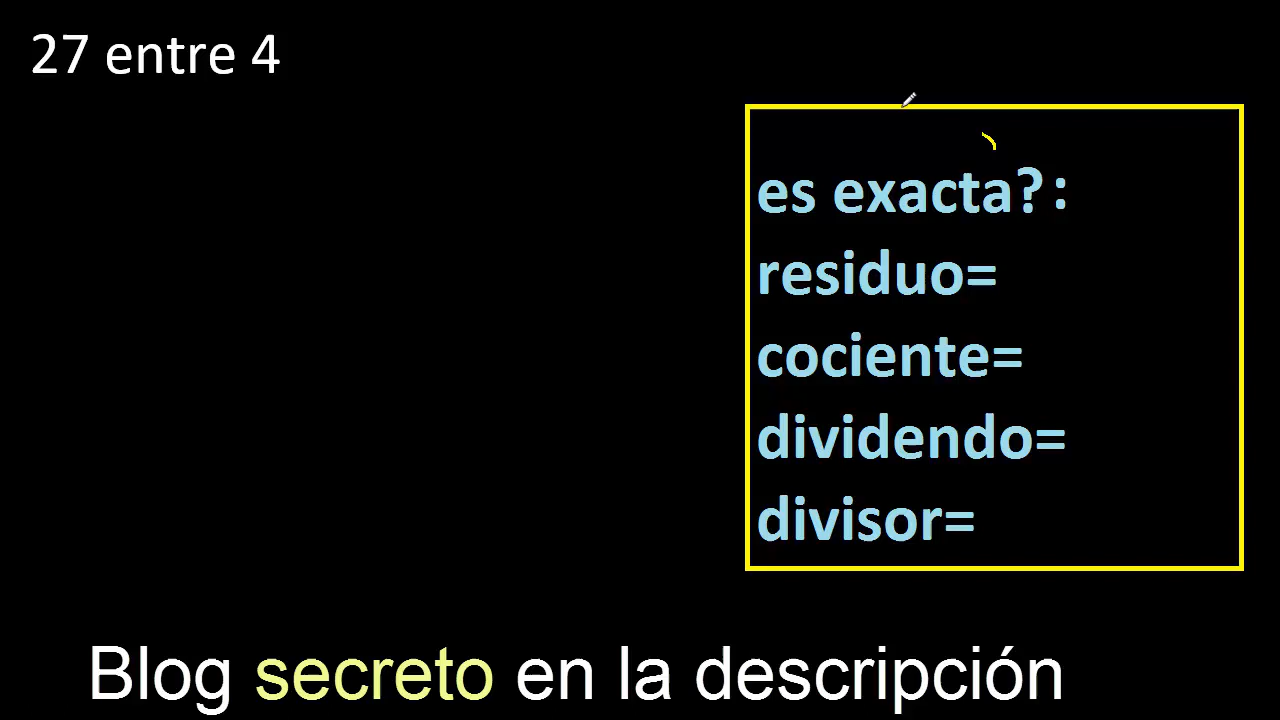 27 entre 4
es exacta?:
residuo=
cociente=
dividendo=
divisor=
Blog secreto en la descripción